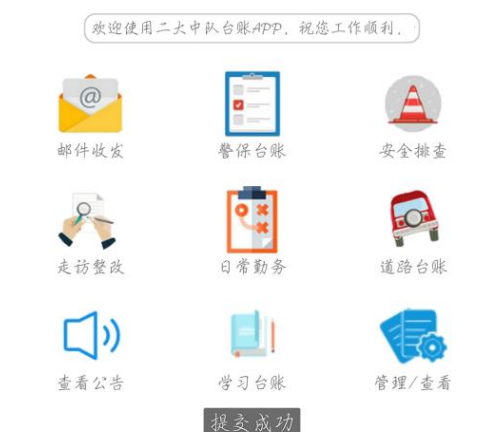 欢迎使用二大中队台账APP，祝您工作顺利，
@
邮件收发 警保台账 安全排查
走访整改 日常勤务 道路台账
查看公告 学习台账 管理/查看
提交成功